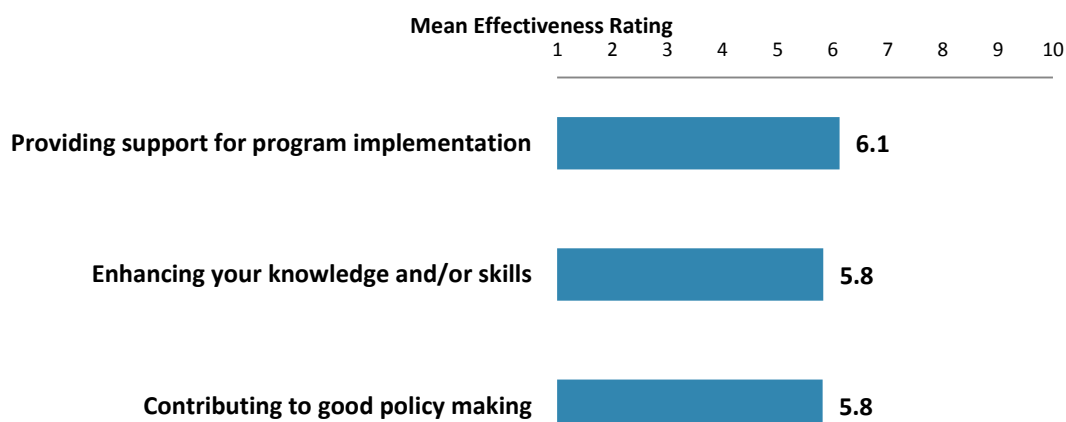 Mean Effectiveness Rating
1 2 3 4 5 6 7 8 9 10
Providing support for program implementation 6.1
Enhancing your knowledge and/or skills 5.8
Contributing to good policy making 5.8